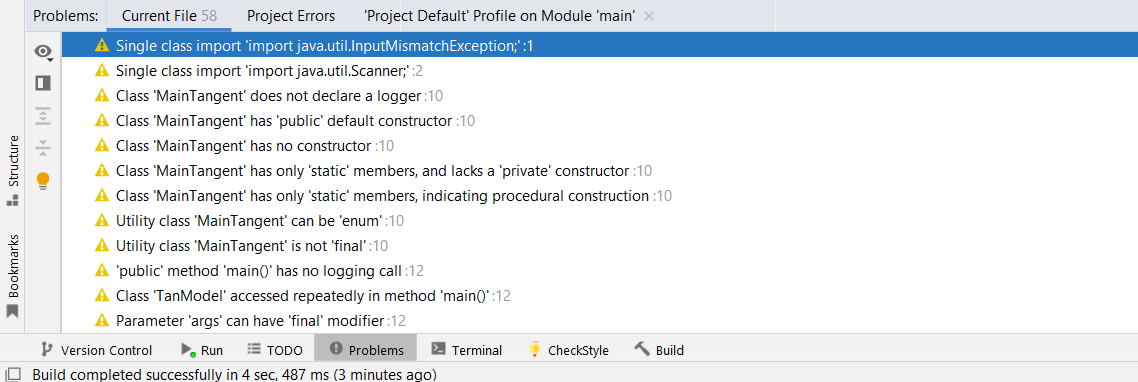 Problems: Current File 58 Project Errors 'Project Default' Profile on Module 'main'
Single class import 'import java.util.InputMismatchException;' :1
Single class import 'import java.util.Scanner;' :2
Class 'MainTangent' does not declare a logger :10
Class 'MainTangent' has 'public' default constructor :10
Class 'MainTangent' has no constructor :10
Class 'MainTangent' has only 'static' members, and lacks a 'private' constructor :10
Class 'MainTangent' has only 'static' members, indicating procedural construction :10
Utility class 'MainTangent' can be 'enum' :10
Utility class 'MainTangent' is not 'final' :10
'public' method 'main()' has no logging call :12
Class 'TanModel' accessed repeatedly in method 'main()' :12
Parameter 'args' can have 'final' modifier :12
Structure
Bookmarks
Version Control Run TODO Problems Terminal CheckStyle Build
Build completed successfully in 4 sec, 487 ms (3 minutes ago)